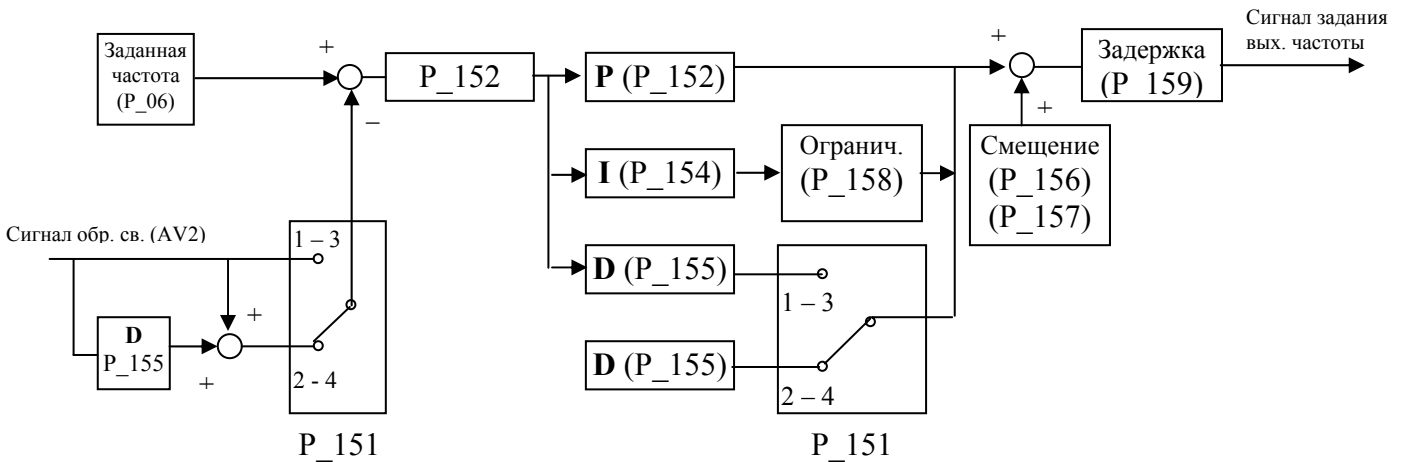 Сигнал задания
вых. частоты
Заданная
частота
(P_06)
+
–
P_152
P (P_152)
+
Задержка
(P_159)
+
I (P_154)
Огранич.
(P_158)
Смещение
(P_156)
(P_157)
Сигнал обр. св. (AV2)
1 – 3
D (P_155)
1 – 3
+
D
P_155
+
2 - 4
D (P_155)
2 – 4
P_151
P_151